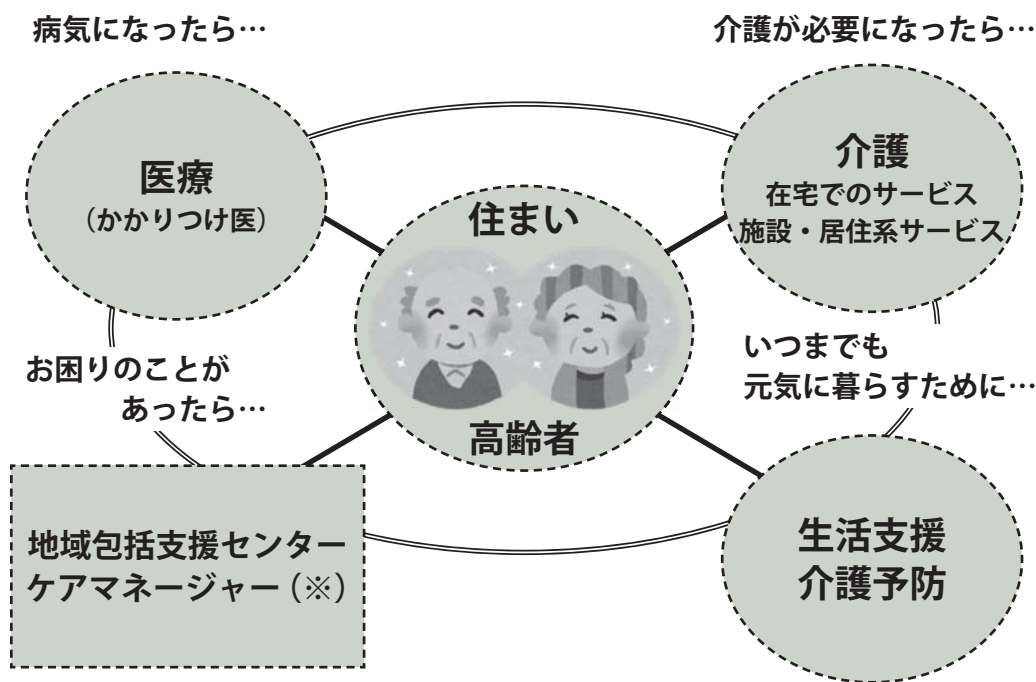 病気になったら…
介護が必要になったら…
医療
（かかりつけ医）
介護
在宅でのサービス
施設・居住系サービス
住まい
高齢者
お困りのことが
あったら…
いつまでも
元気に暮らすために…
地域包括支援センター
ケアマネージャー（※）
生活支援
介護予防